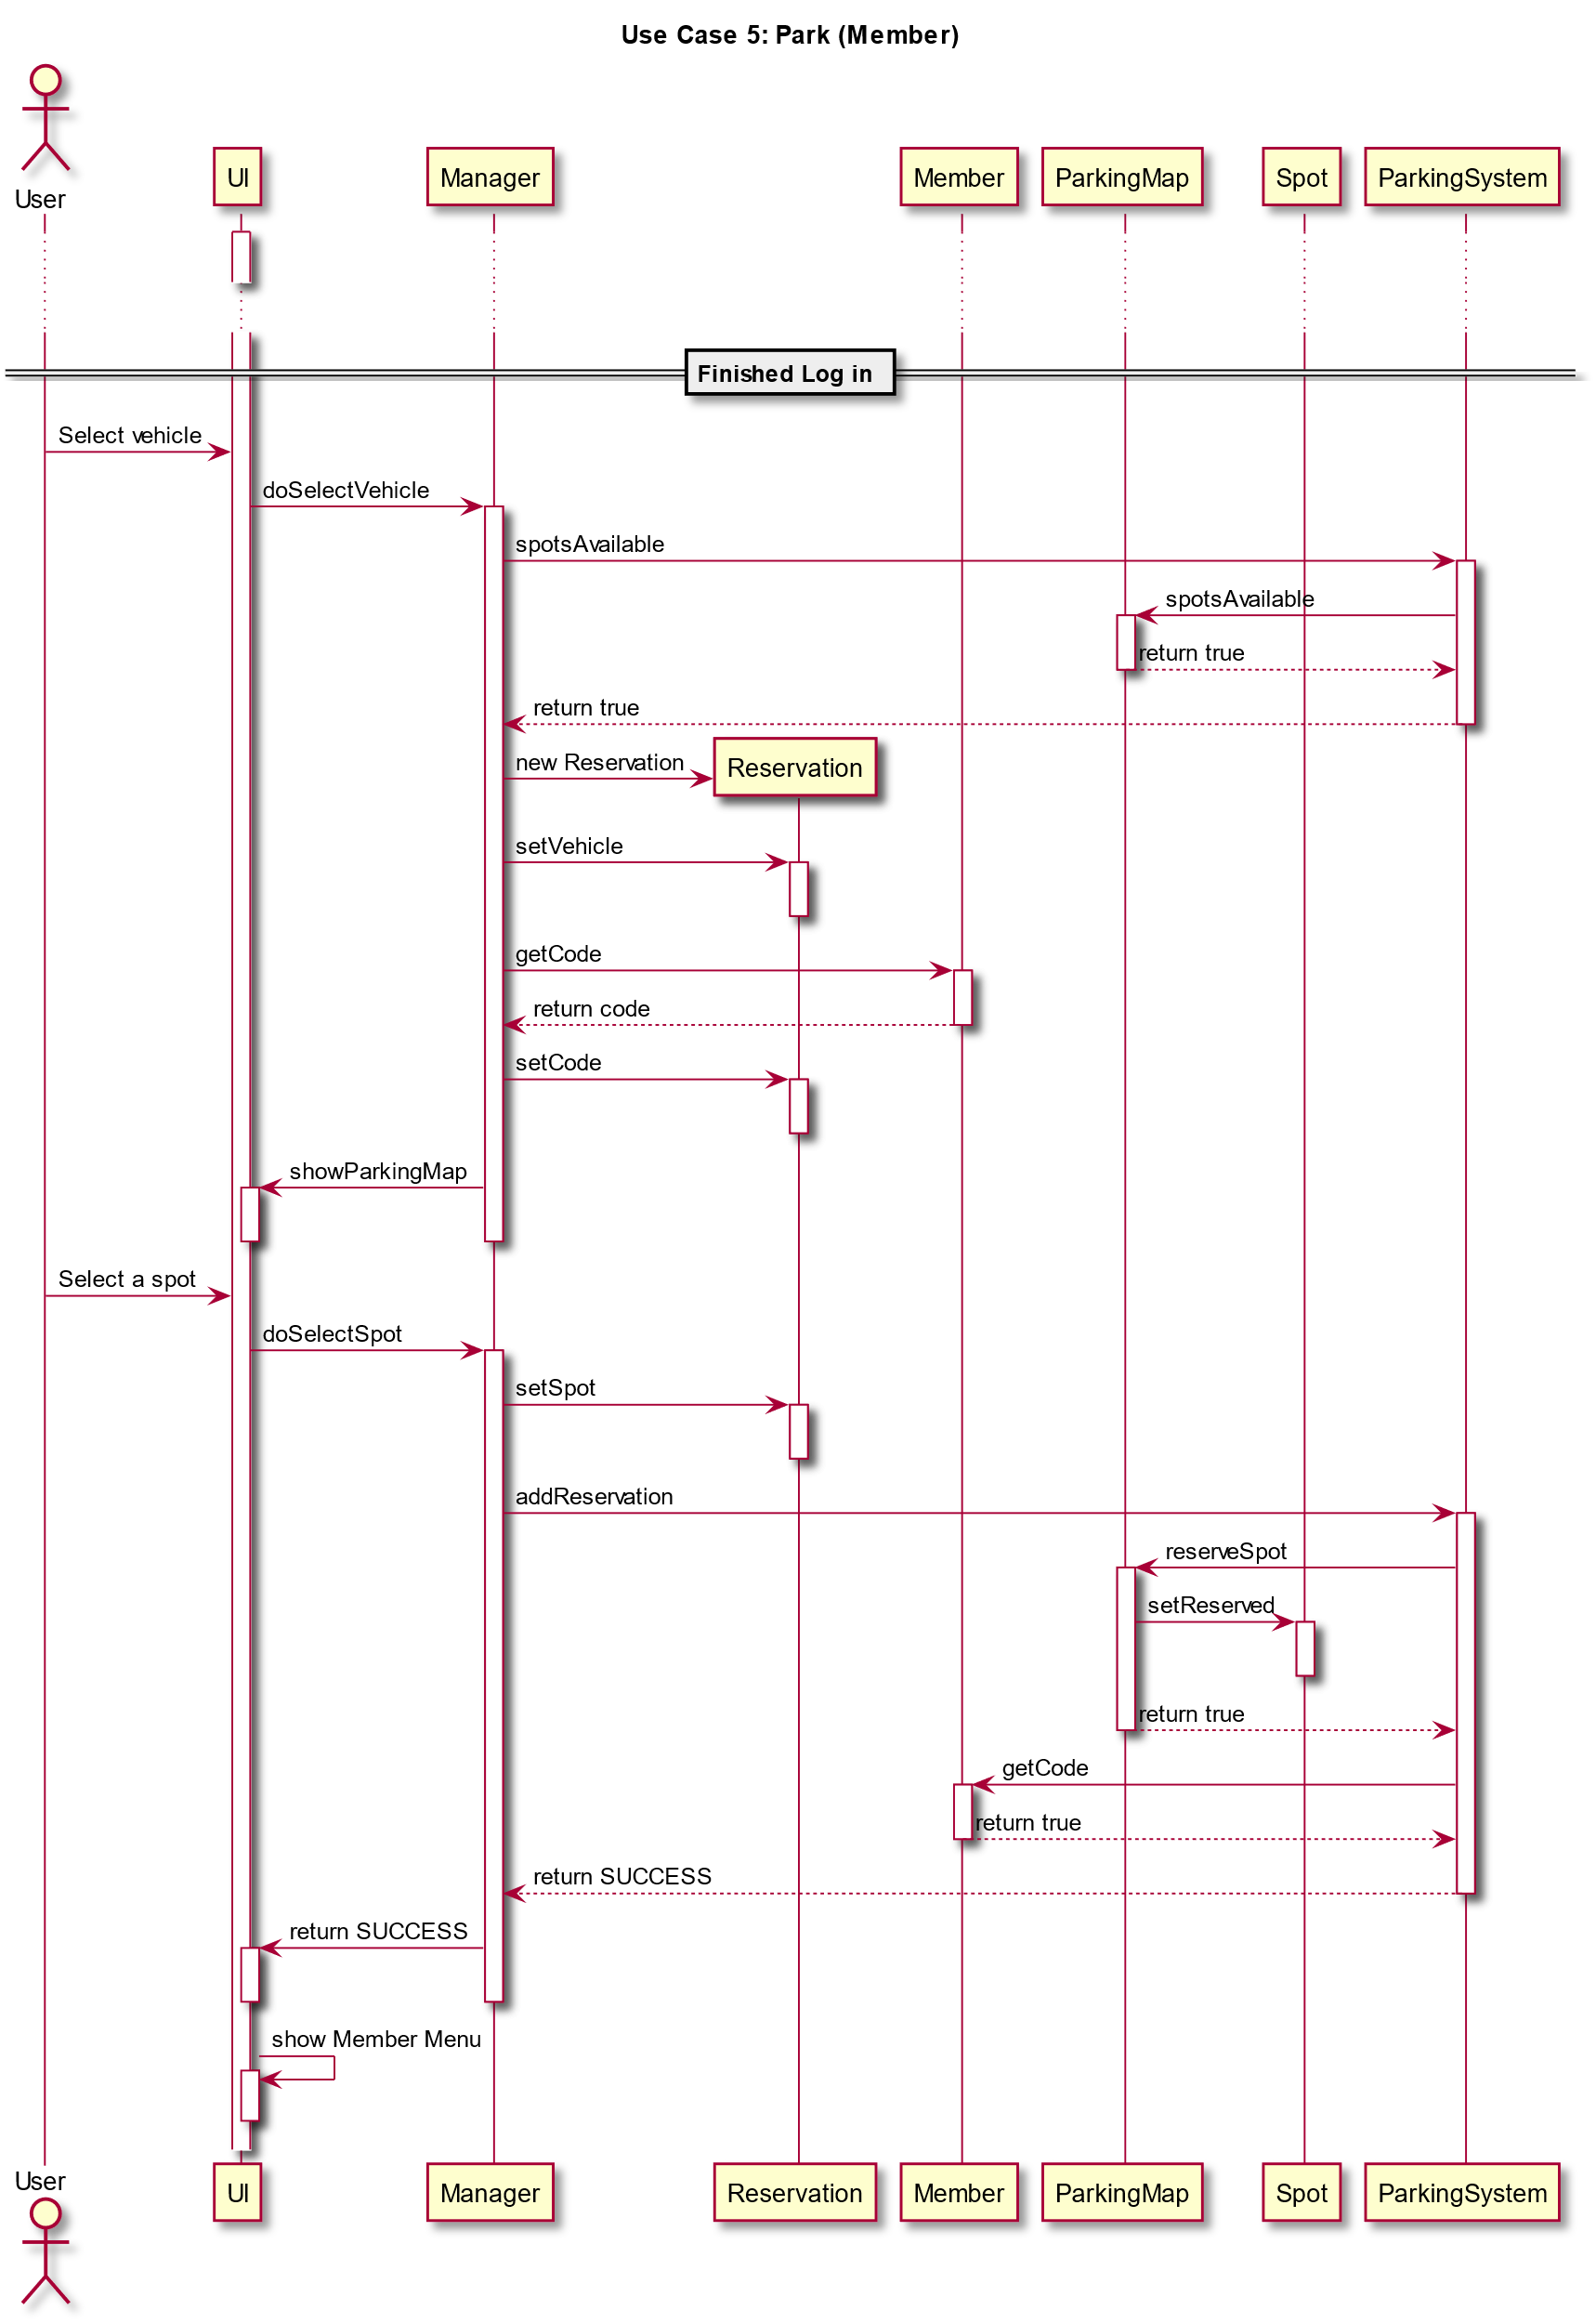 Use Case 5: Park (Member)
User
UI
Manager
Member
ParkingMap
Spot
ParkingSystem
Finished Log in
Select vehicle
doSelectVehicle
spotsAvailable
spotsAvailable
return true
return true
new Reservation
Reservation
setVehicle
getCode
return code
setCode
showParkingMap
Select a spot
doSelectSpot
setSpot
addReservation
reserveSpot
setReserved
return true
getCode
return true
return SUCCESS
return SUCCESS
show Member Menu
User
UI
Manager
Reservation
Member
ParkingMap
Spot
ParkingSystem